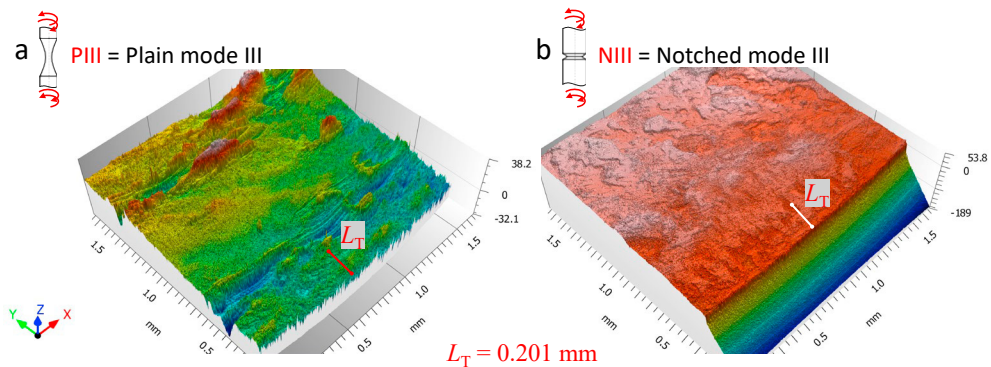 a
PIII = Plain mode III
b
NIII = Notched mode III
38.2
0
-32.1
53.8
0
-189
LT
LT
1.5
1.0
mm
0.5
0.5
mm
1.0
1.5
1.5
1.0
mm
0.5
0.5
mm
1.0
1.5
Y
Z
X
LT = 0.201 mm